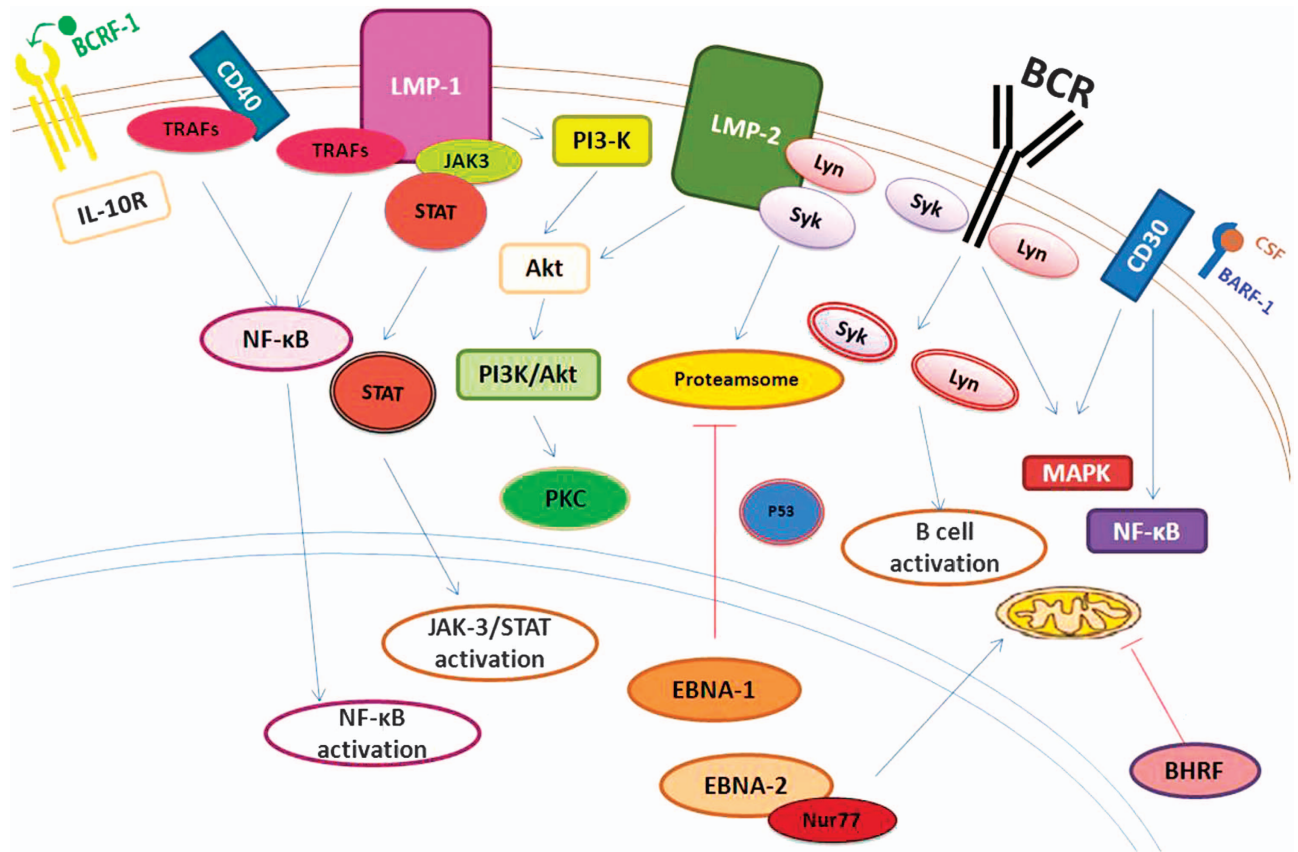 BCRF-1
CD40
LMP-1
TRAFs
TRAFs
JAK3
STAT
IL-10R
PI3-K
LMP-2
Lyn
Syk
BCR
Syk
Lyn
CD30
CSF
BARF-1
Akt
NF-κB
STAT
PI3K/Akt
Proteamsome
Syk
Lyn
PKC
P53
MAPK
NF-κB
B cell
activation
JAK-3/STAT
activation
EBNA-1
NF-κB
activation
EBNA-2
Nur77
BHRF